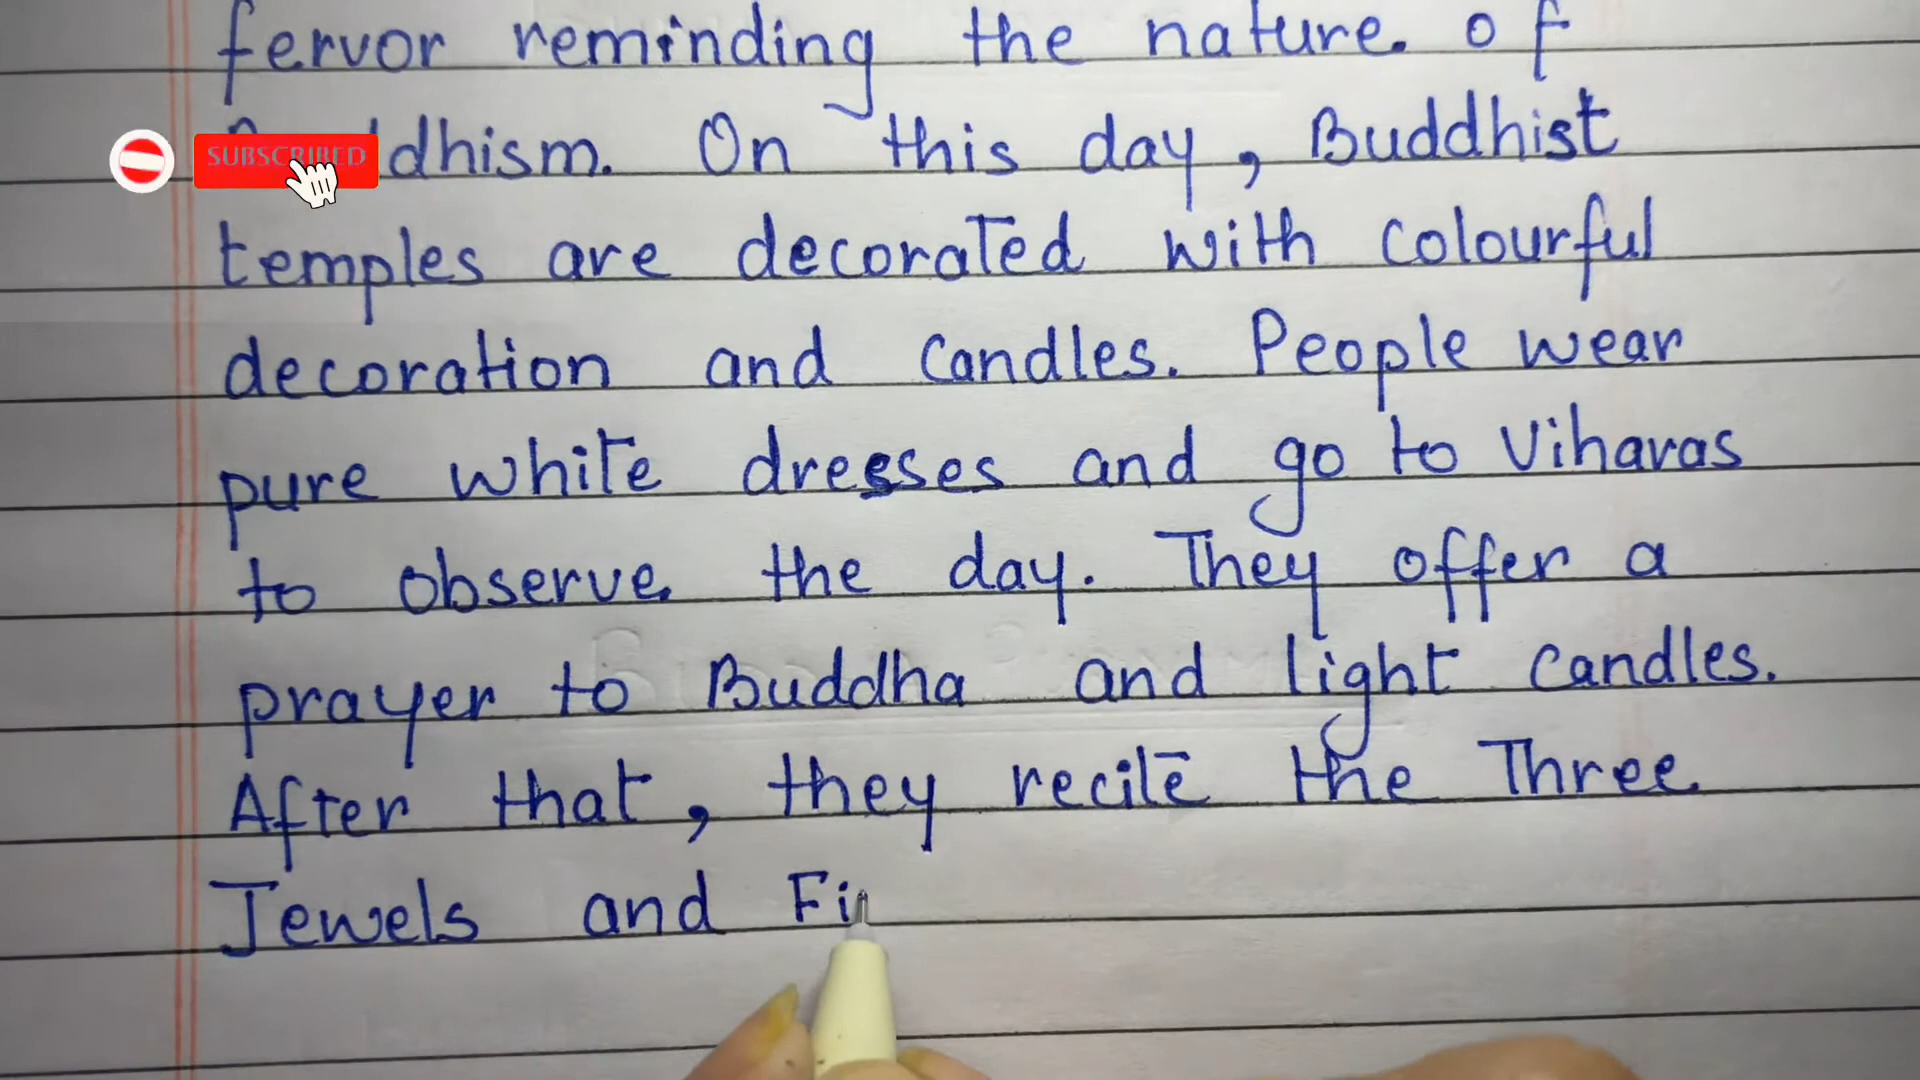 fervor reminding the nature of
dhism. On this day, Buddhist
SUBSCRIBED
temples are decorated with colourful
decoration and candles. People wear
pure white dresses and go to Viharas
to observe the day. They offer a
prayer to Buddha and light candles.
After that, they recite the Three
Jewels and Fi